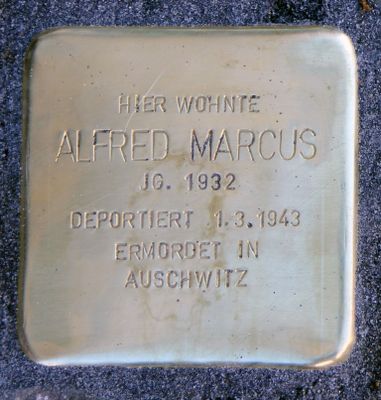 HIER WOHNTE
ALFRED MARCUS
JG. 1932
DEPORTIERT 1.3.1943
ERMORDET IN
AUSCHWITZ